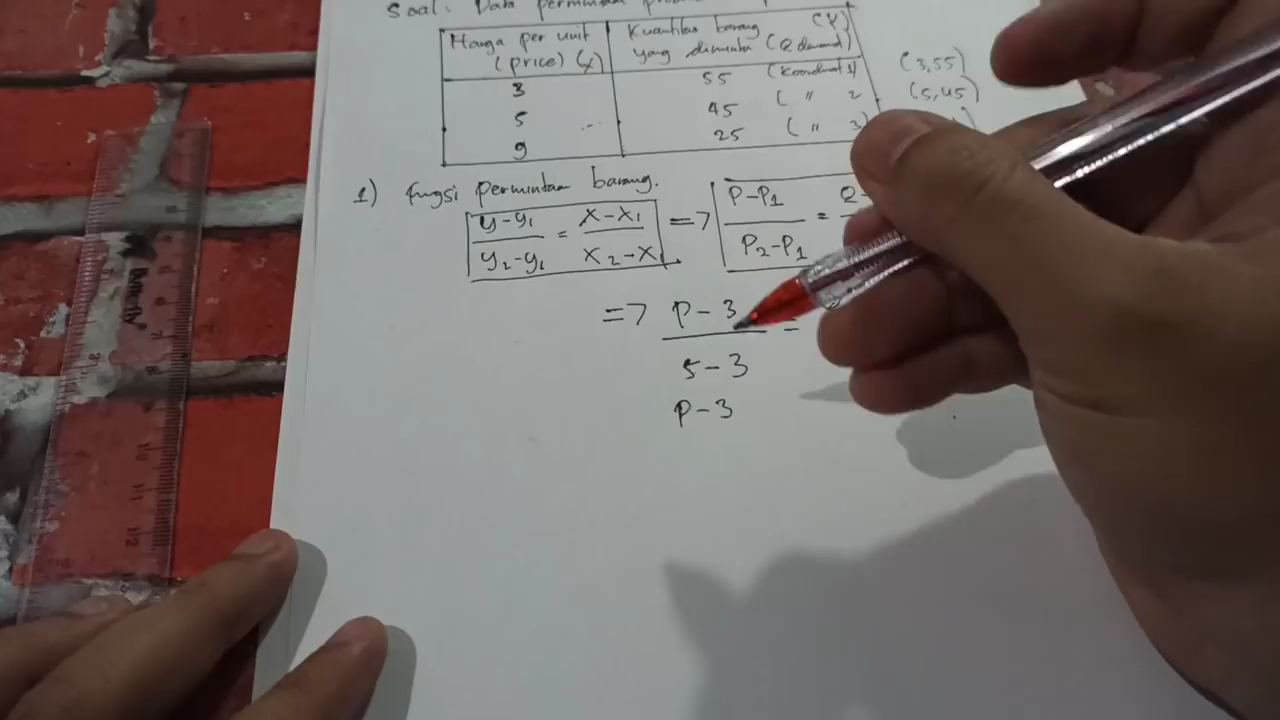 Soal: Data permintaan
Harga per unit (price) (X)
Kuantitas barang (Y) yang diminta (Q demand)
3 55 (Koordinat 1) (3,55)
5 45 ( " 2 (5,45)
9 25 ( " 3)
1) fungsi permintaan barang.
y-y1 / y2-y1 = x-x1 / x2-x1 => P-P1 / P2-P1 = Q-
=> P-3 / 5-3 =
P-3